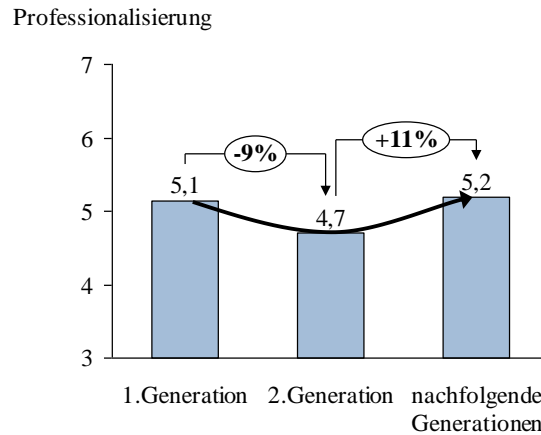 Professionalisierung
7
6
5
4
3
-9%
+11%
5,1
4,7
5,2
1.Generation
2.Generation
nachfolgende
Generationen